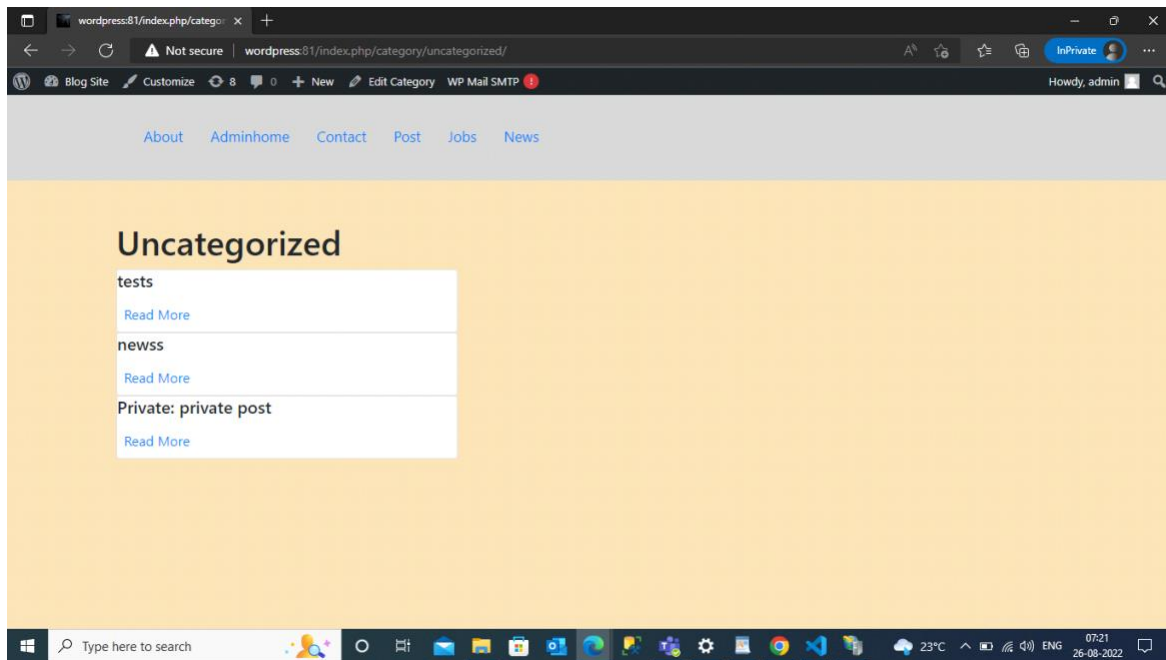 wordpress:81/index.php/categor
Not secure | wordpress:81/index.php/category/uncategorized/ InPrivate
Blog Site Customize 8 0 + New Edit Category WP Mail SMTP ! Howdy, admin
About Adminhome Contact Post Jobs News
Uncategorized
tests
Read More
newss
Read More
Private: private post
Read More
Type here to search 23°C ENG 07:21
26-08-2022